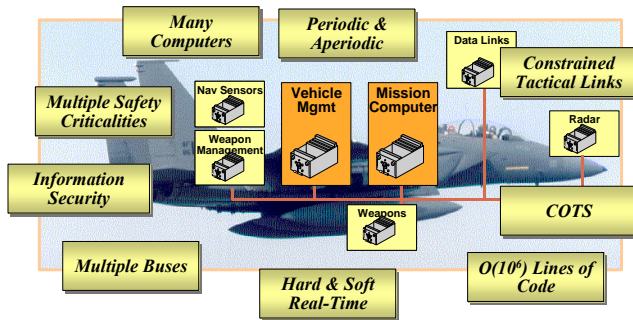 Many
Computers
Periodic &
Aperiodic
Data Links
Constrained
Tactical Links
Multiple Safety
Criticalities
Nav Sensors
Vehicle
Mgmt
Mission
Computer
Radar
Weapon
Management
Information
Security
Weapons
COTS
Multiple Buses
Hard & Soft
Real-Time
O(10⁶) Lines of
Code